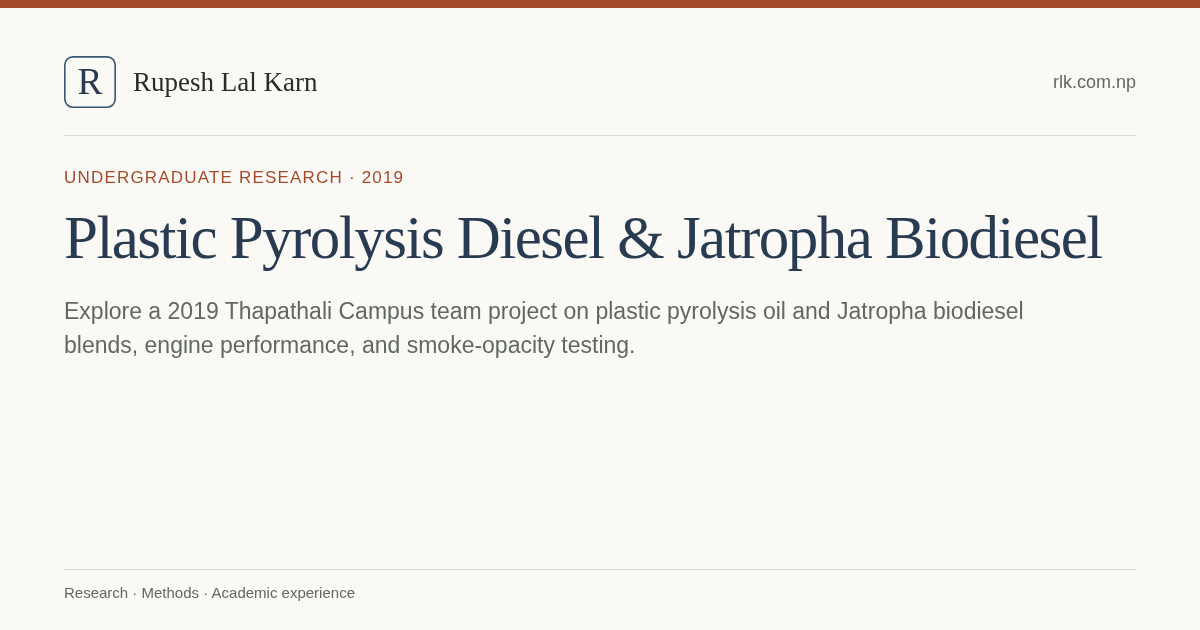 R
Rupesh Lal Karn
rlk.com.np
UNDERGRADUATE RESEARCH · 2019
Plastic Pyrolysis Diesel & Jatropha Biodiesel
Explore a 2019 Thapathali Campus team project on plastic pyrolysis oil and Jatropha biodiesel
blends, engine performance, and smoke-opacity testing.
Research · Methods · Academic experience